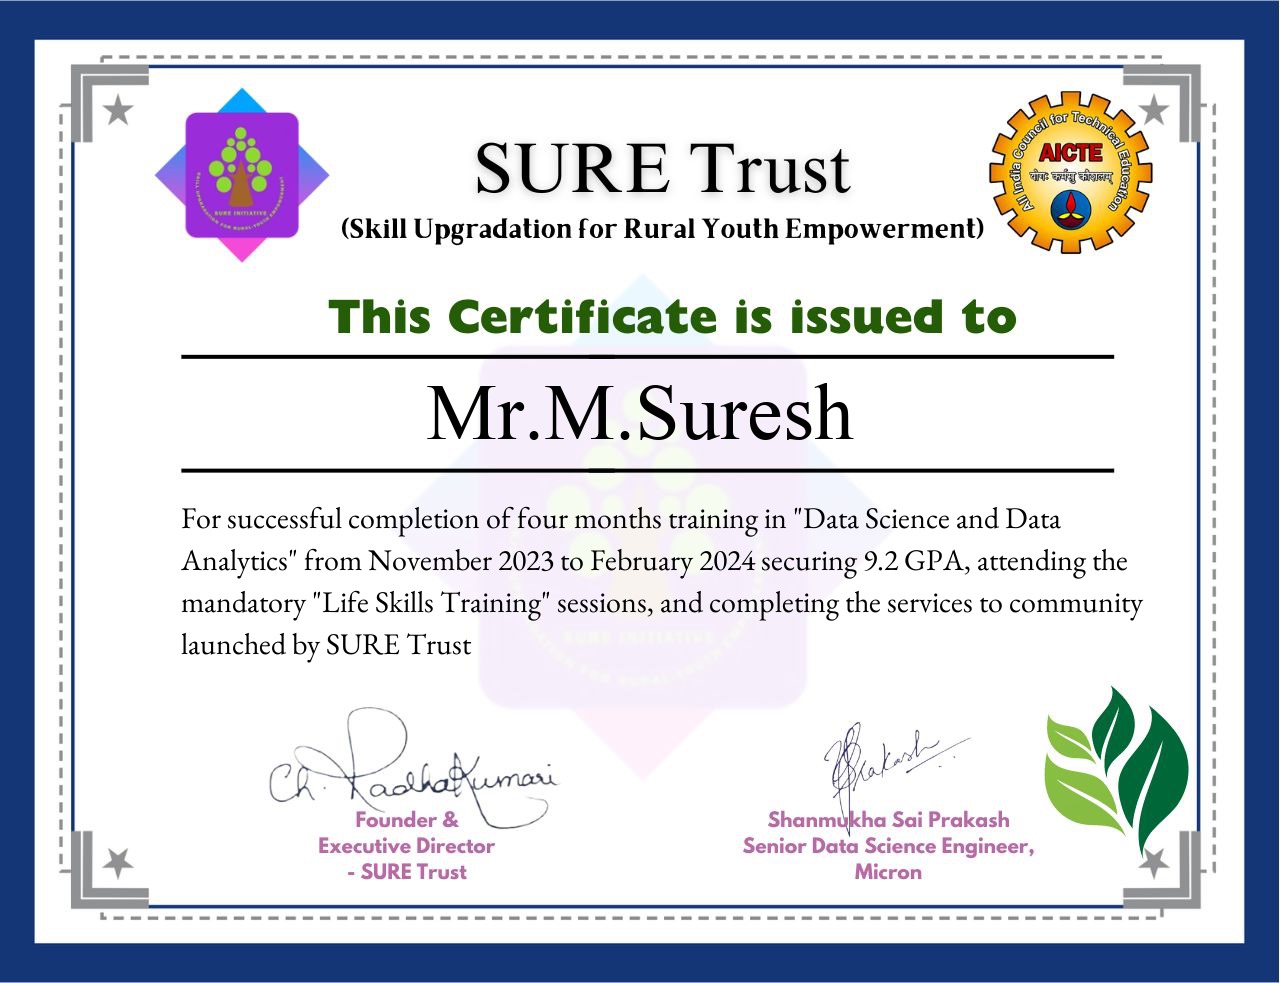 SURE INITIATIVE
SKILL UPGRADATION FOR RURAL-YOUTH EMPOWERMENT
SURE Trust
(Skill Upgradation for Rural Youth Empowerment)
All India Council for Technical Education
AICTE
योगः कर्मसु कौशलम्
This Certificate is issued to
Mr.M.Suresh
For successful completion of four months training in "Data Science and Data
Analytics" from November 2023 to February 2024 securing 9.2 GPA, attending the
mandatory "Life Skills Training" sessions, and completing the services to community
launched by SURE Trust
SURE INITIATIVE
Ch. RadhaKumari
Founder &
Executive Director
- SURE Trust
Prakash
Shanmukha Sai Prakash
Senior Data Science Engineer,
Micron